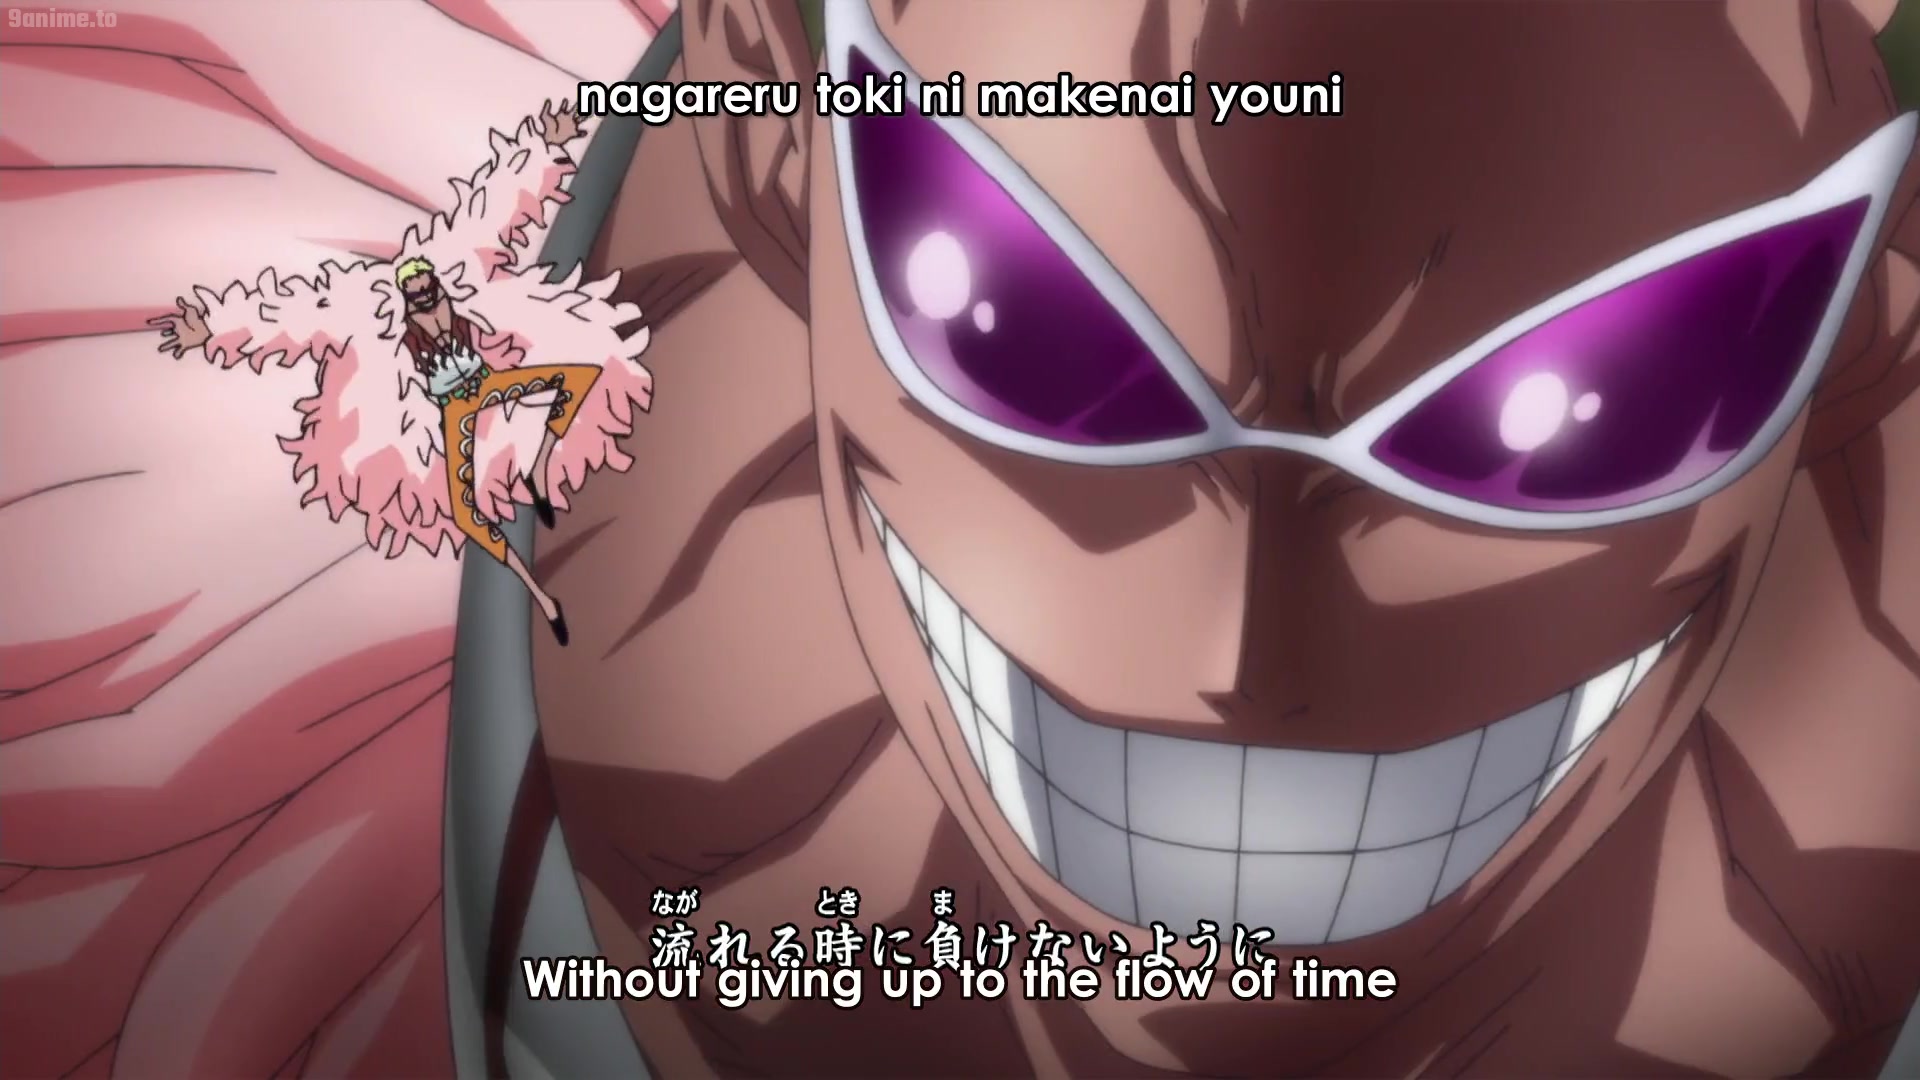 9anime.to
nagareru toki ni makenai youni
なが とき ま
流れる時に負けないように
Without giving up to the flow of time